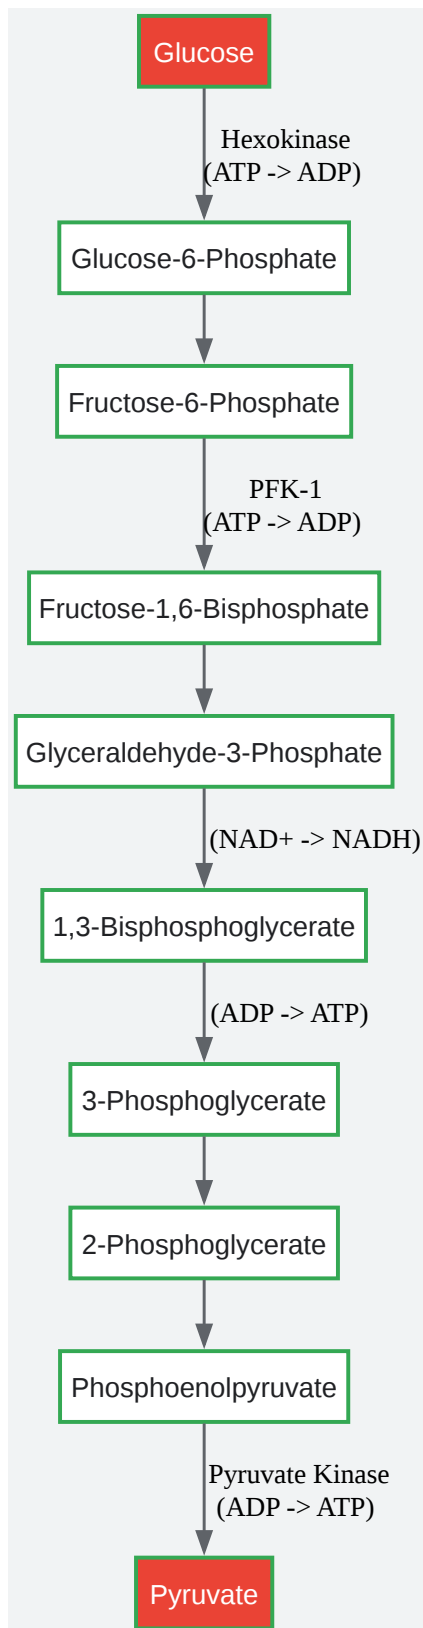 Glucose
Hexokinase
(ATP -> ADP)
Glucose-6-Phosphate
Fructose-6-Phosphate
PFK-1
(ATP -> ADP)
Fructose-1,6-Bisphosphate
Glyceraldehyde-3-Phosphate
(NAD+ -> NADH)
1,3-Bisphosphoglycerate
(ADP -> ATP)
3-Phosphoglycerate
2-Phosphoglycerate
Phosphoenolpyruvate
Pyruvate Kinase
(ADP -> ATP)
Pyruvate